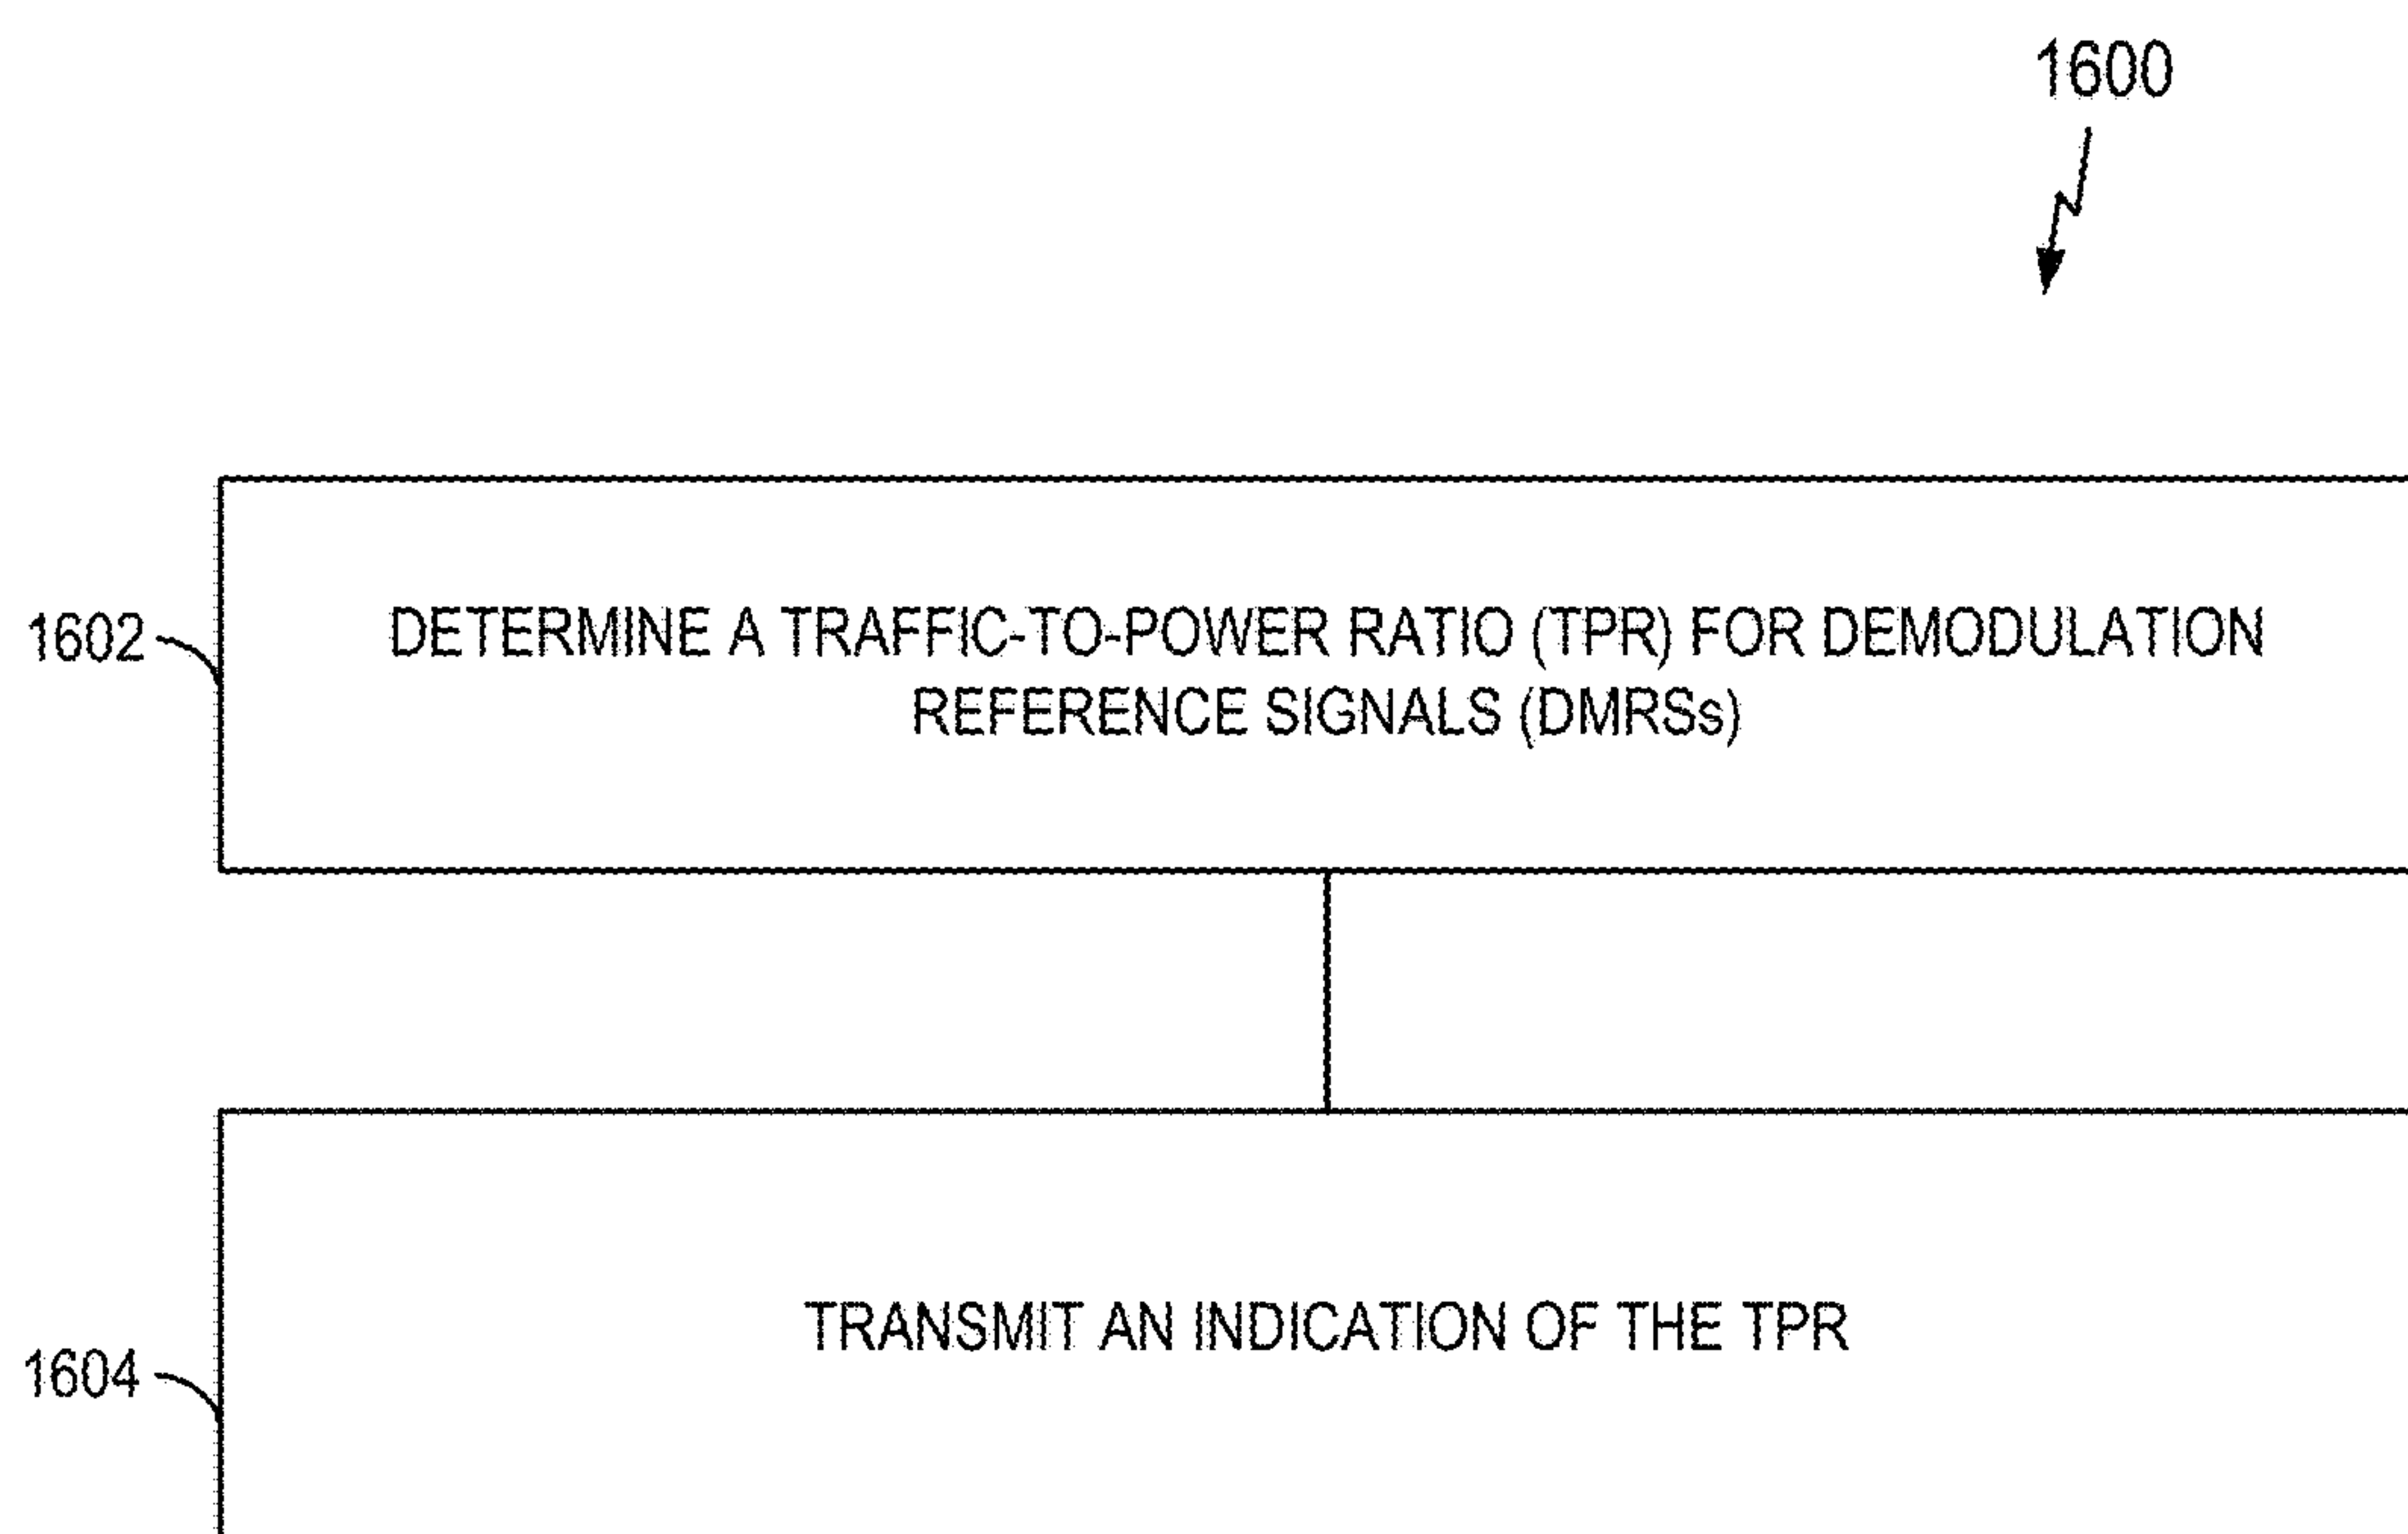 1600
1602
DETERMINE A TRAFFIC-TO-POWER RATIO (TPR) FOR DEMODULATION
REFERENCE SIGNALS (DMRSs)
TRANSMIT AN INDICATION OF THE TPR
1604